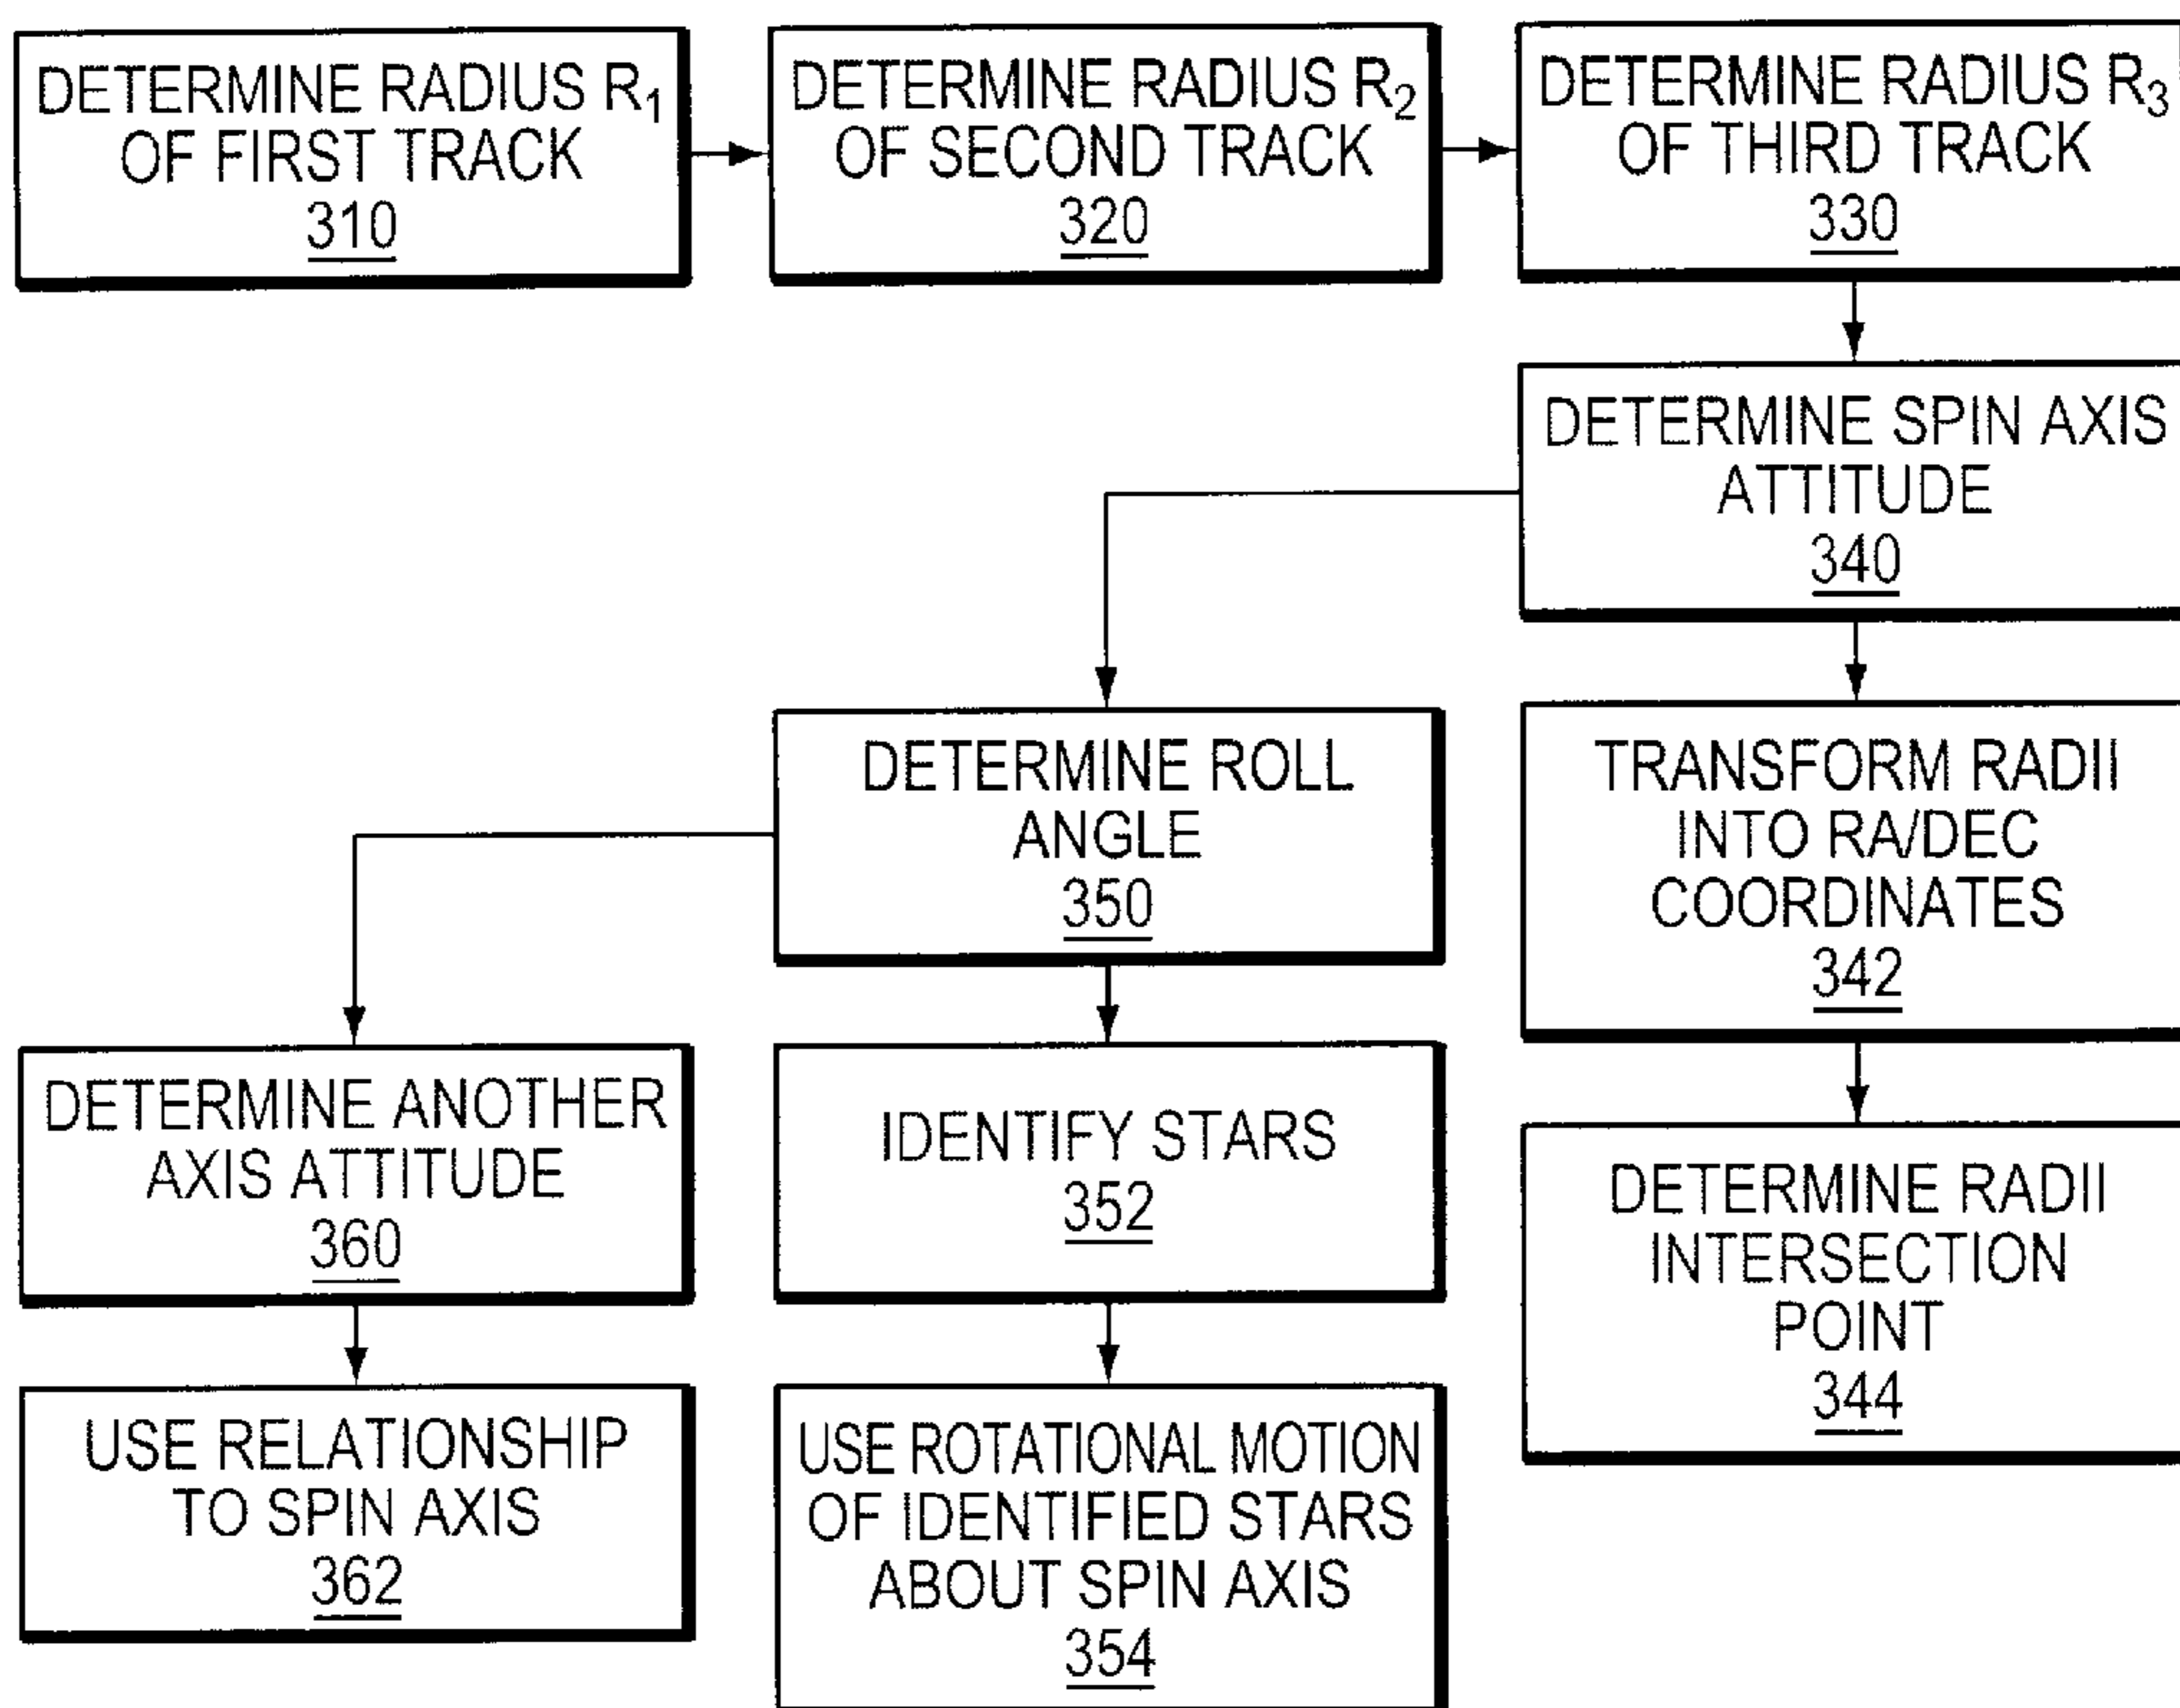 DETERMINE RADIUS R₁
OF FIRST TRACK
310
DETERMINE RADIUS R₂
OF SECOND TRACK
320
DETERMINE RADIUS R₃
OF THIRD TRACK
330
DETERMINE SPIN AXIS
ATTITUDE
340
TRANSFORM RADII
INTO RA/DEC
COORDINATES
342
DETERMINE RADII
INTERSECTION
POINT
344
DETERMINE ROLL
ANGLE
350
IDENTIFY STARS
352
USE ROTATIONAL MOTION
OF IDENTIFIED STARS
ABOUT SPIN AXIS
354
DETERMINE ANOTHER
AXIS ATTITUDE
360
USE RELATIONSHIP
TO SPIN AXIS
362